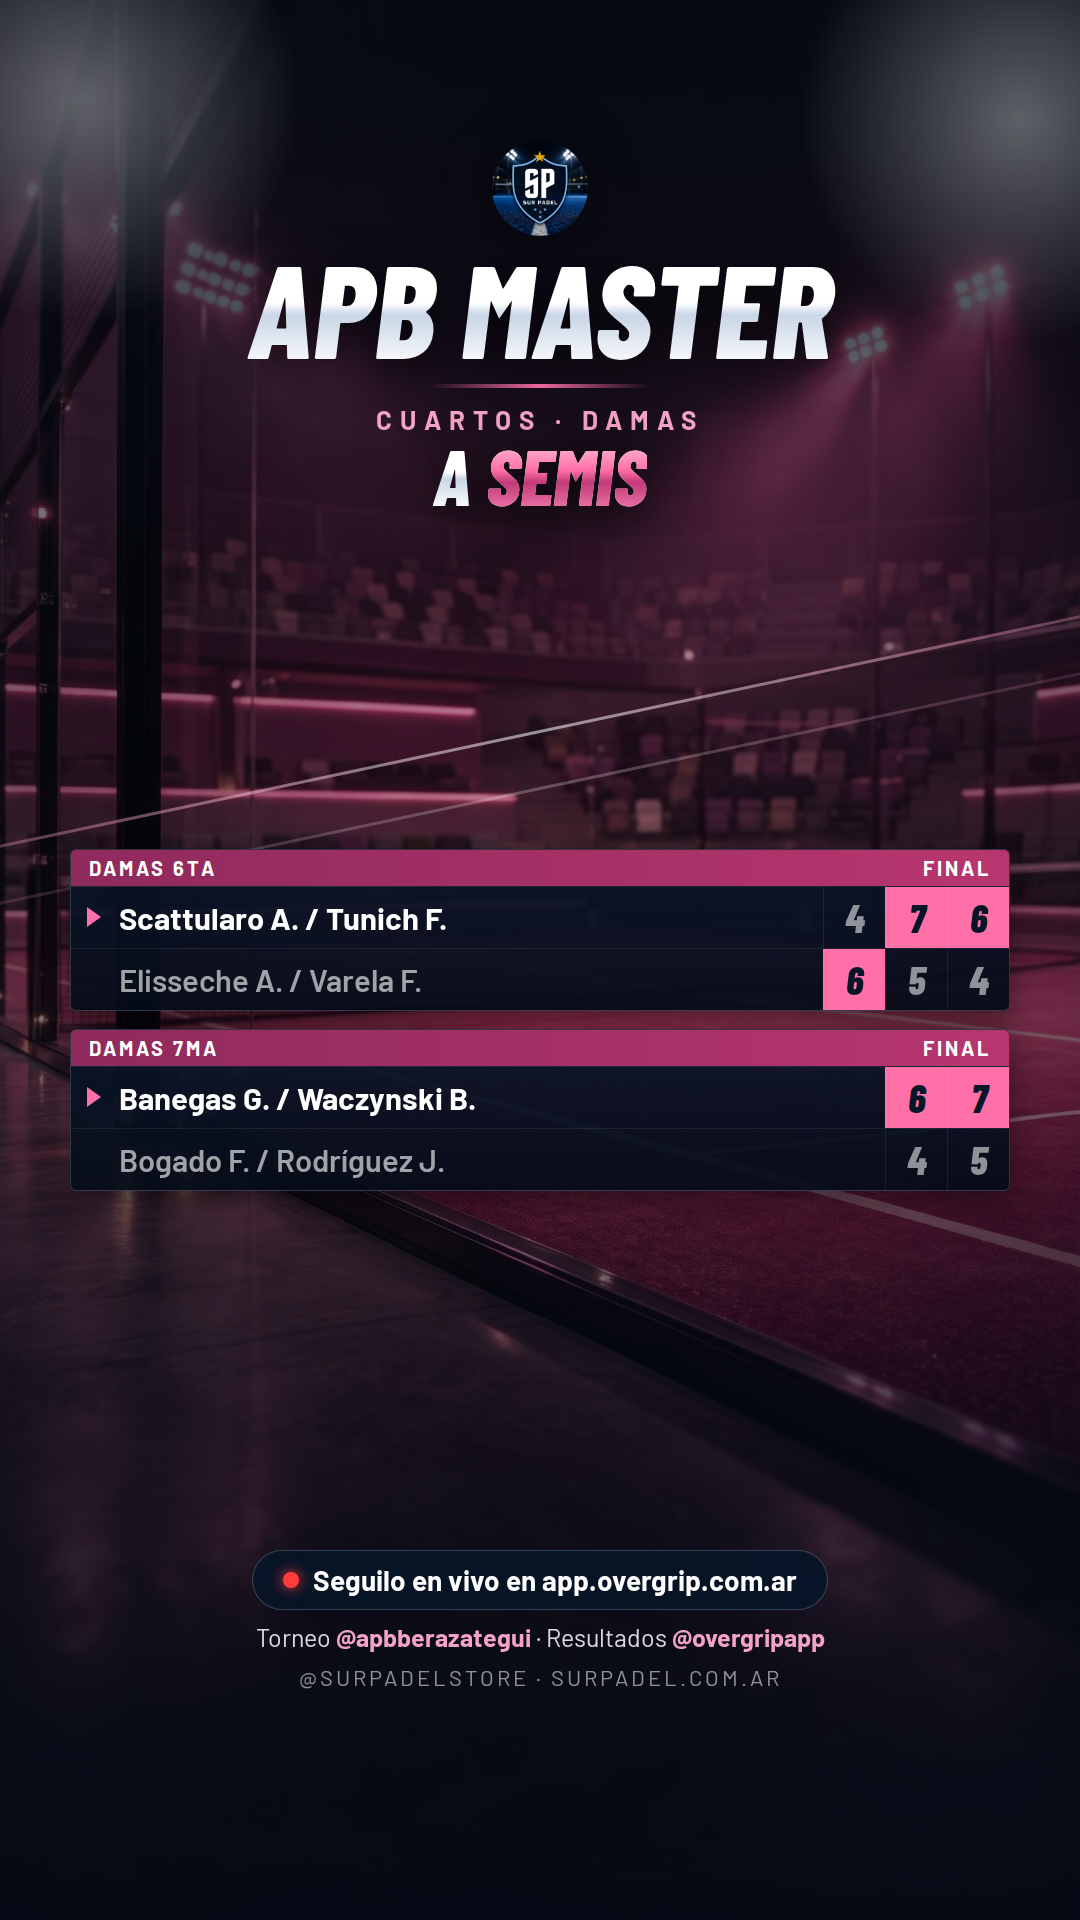 SP
SUR PADEL
APB MASTER
CUARTOS · DAMAS
A SEMIS
DAMAS 6TA FINAL
Scattularo A. / Tunich F. 4 7 6
Elisseche A. / Varela F. 6 5 4
DAMAS 7MA FINAL
Banegas G. / Waczynski B. 6 7
Bogado F. / Rodríguez J. 4 5
Seguilo en vivo en app.overgrip.com.ar
Torneo @apbberazategui · Resultados @overgripapp
@SURPADELSTORE · SURPADEL.COM.AR